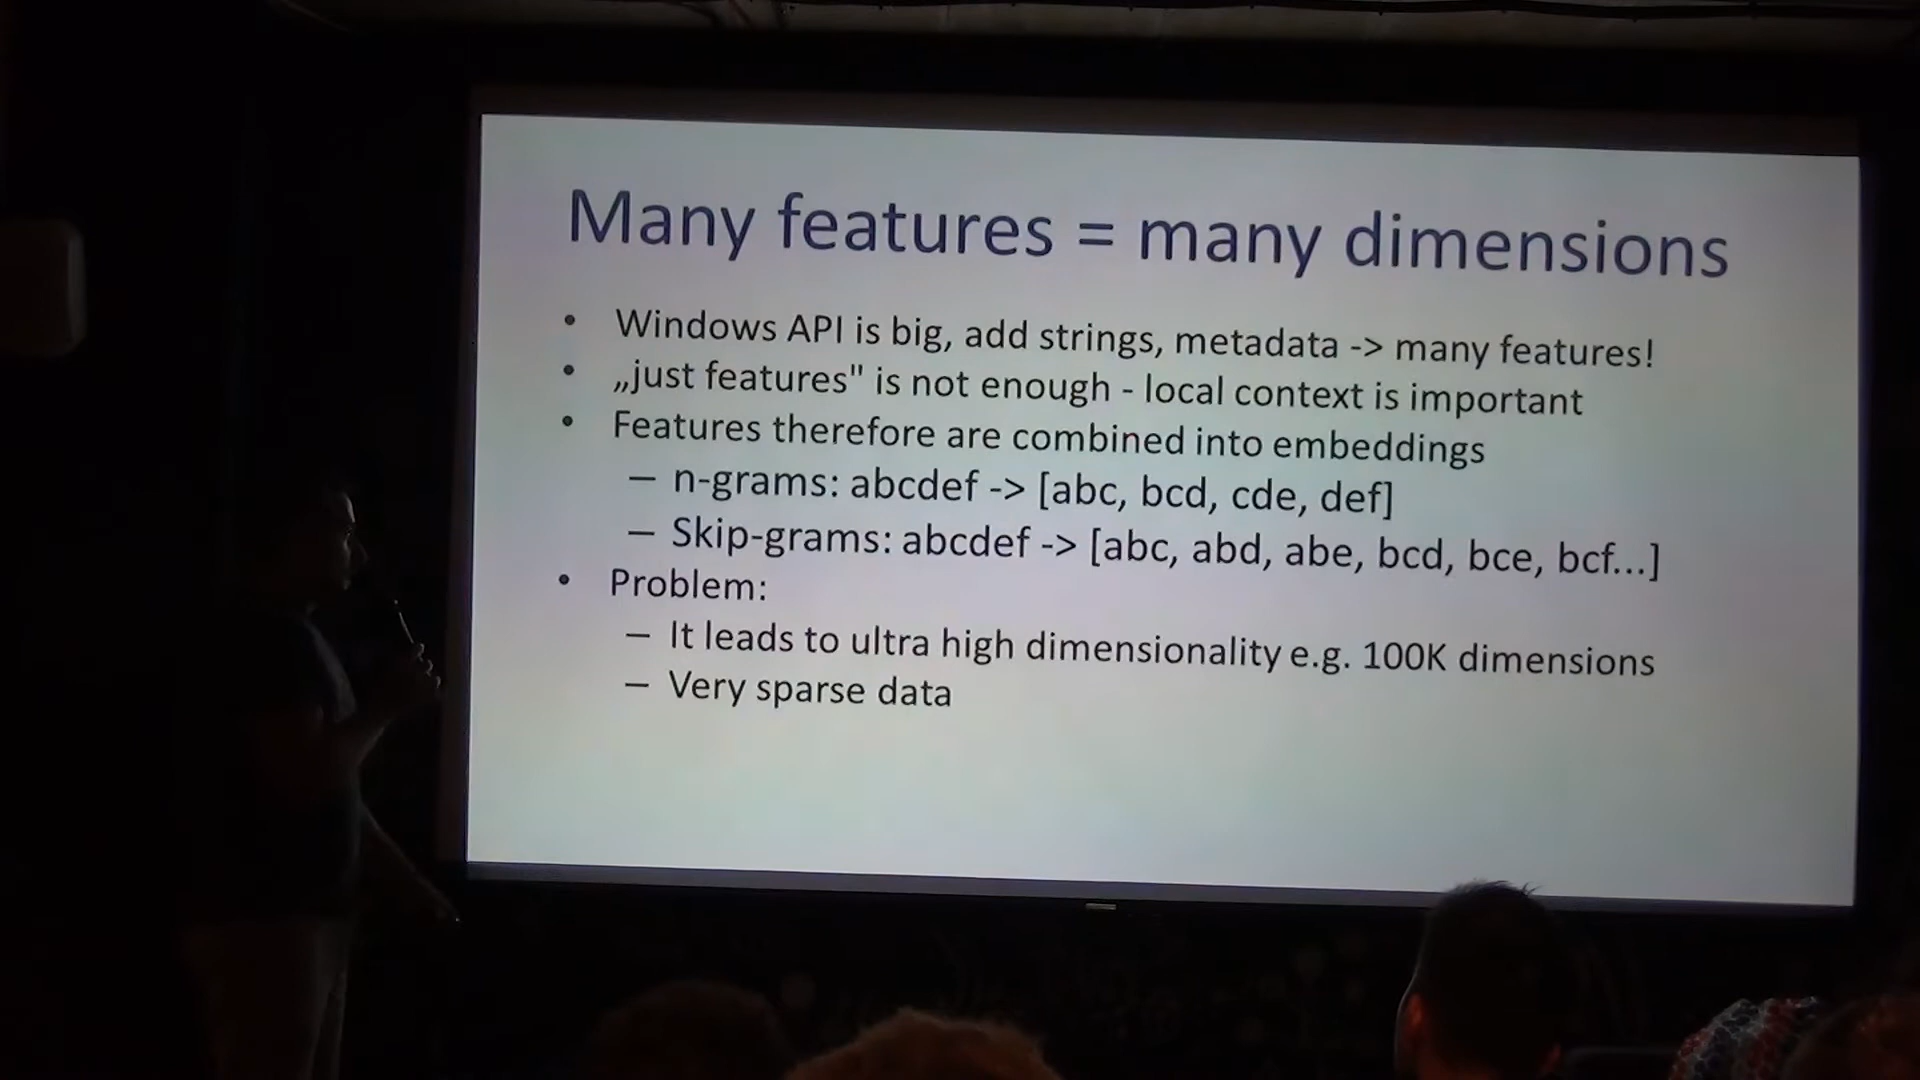 Many features = many dimensions
• Windows API is big, add strings, metadata -> many features!
• „just features" is not enough - local context is important
• Features therefore are combined into embeddings
– n-grams: abcdef -> [abc, bcd, cde, def]
– Skip-grams: abcdef -> [abc, abd, abe, bcd, bce, bcf...]
• Problem:
– It leads to ultra high dimensionality e.g. 100K dimensions
– Very sparse data